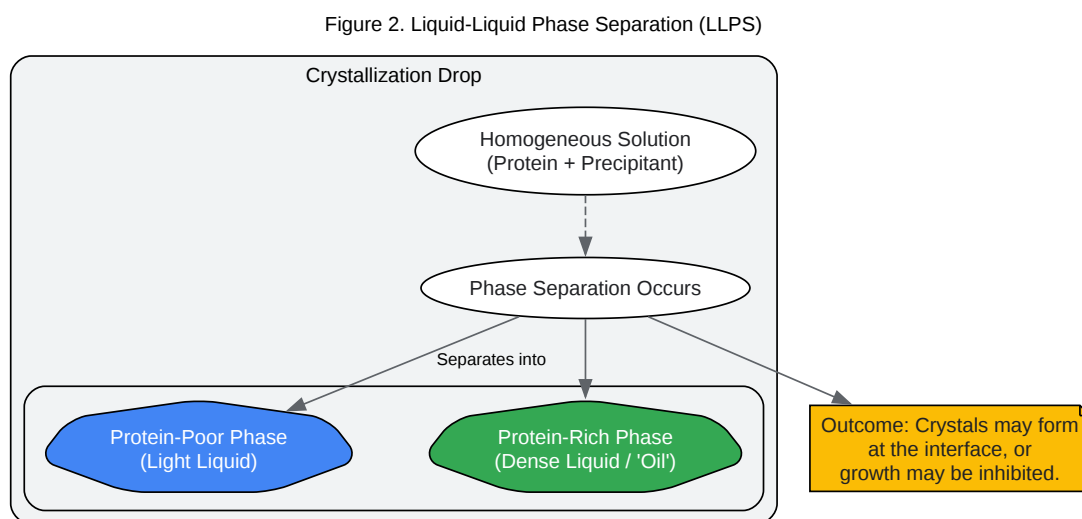 Figure 2. Liquid-Liquid Phase Separation (LLPS)
Crystallization Drop
Homogeneous Solution
(Protein + Precipitant)
Phase Separation Occurs
Separates into
Protein-Poor Phase
(Light Liquid)
Protein-Rich Phase
(Dense Liquid / 'Oil')
Outcome: Crystals may form
at the interface, or
growth may be inhibited.